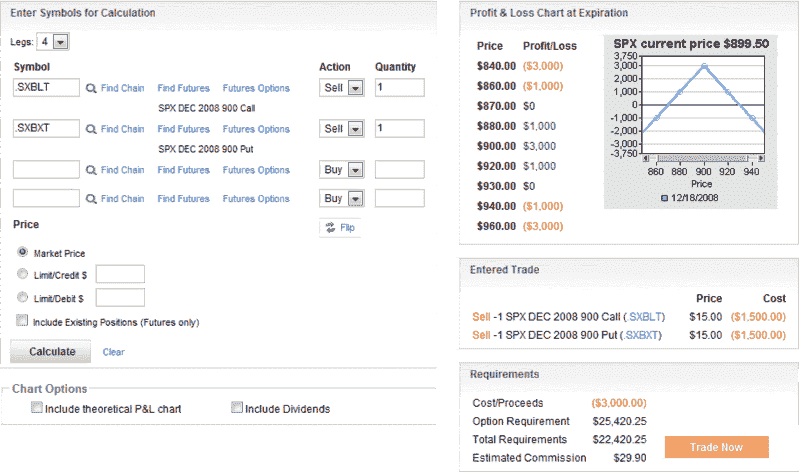 Enter Symbols for Calculation
Legs: 4
Symbol Action Quantity
.SXBLT Find Chain Find Futures Futures Options Sell 1
SPX DEC 2008 900 Call
.SXBXT Find Chain Find Futures Futures Options Sell 1
SPX DEC 2008 900 Put
Find Chain Find Futures Futures Options Buy
Find Chain Find Futures Futures Options Buy
Price Flip
Market Price
Limit/Credit $
Limit/Debit $
Include Existing Positions (Futures only)
Calculate Clear
Chart Options
Include theoretical P&L chart Include Dividends
Profit & Loss Chart at Expiration
Price Profit/Loss
$840.00 ($3,000)
$860.00 ($1,000)
$870.00 $0
$880.00 $1,000
$900.00 $3,000
$920.00 $1,000
$930.00 $0
$940.00 ($1,000)
$960.00 ($3,000)
SPX current price $899.50
3,750
3,000
2,000
1,000
0
-1,000
-2,000
-3,000
-3,750
860 880 900 920 940
Price
12/18/2008
Entered Trade
Price Cost
Sell -1 SPX DEC 2008 900 Call (.SXBLT) $15.00 ($1,500.00)
Sell -1 SPX DEC 2008 900 Put (.SXBXT) $15.00 ($1,500.00)
Requirements
Cost/Proceeds ($3,000.00)
Option Requirement $25,420.25
Total Requirements $22,420.25
Estimated Commission $29.90
Trade Now